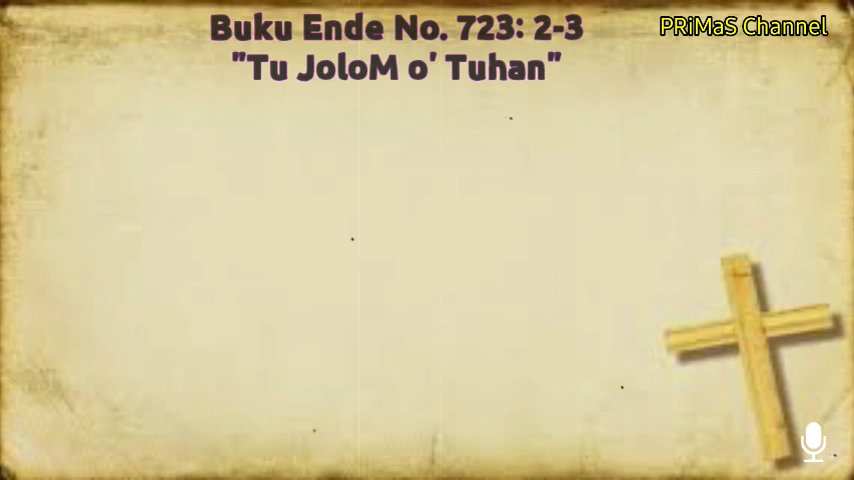 Buku Ende No. 723: 2-3
PRiMaS Channel
"Tu JoloM o' Tuhan"